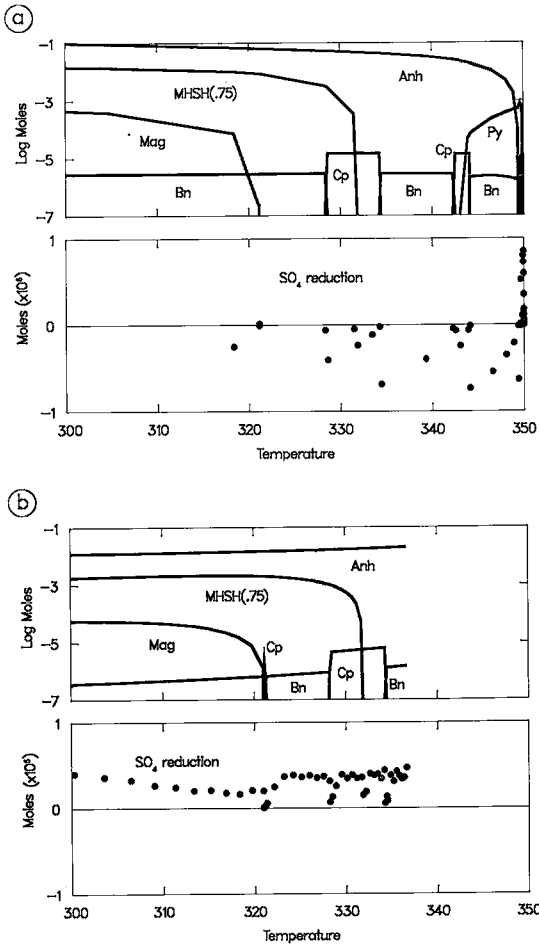 a
-1
-3
-5
-7
Log Moles
Anh
MHSH(.75)
Mag
Py
Cp
Cp
Bn
Bn
Bn
1
0
-1
Moles (x10⁶)
SO₄ reduction
300 310 320 330 340 350
Temperature
b
-1
-3
-5
-7
Log Moles
Anh
MHSH(.75)
Mag
Cp
Cp
Bn
Bn
1
0
-1
Moles (x10⁶)
SO₄ reduction
300 310 320 330 340 350
Temperature